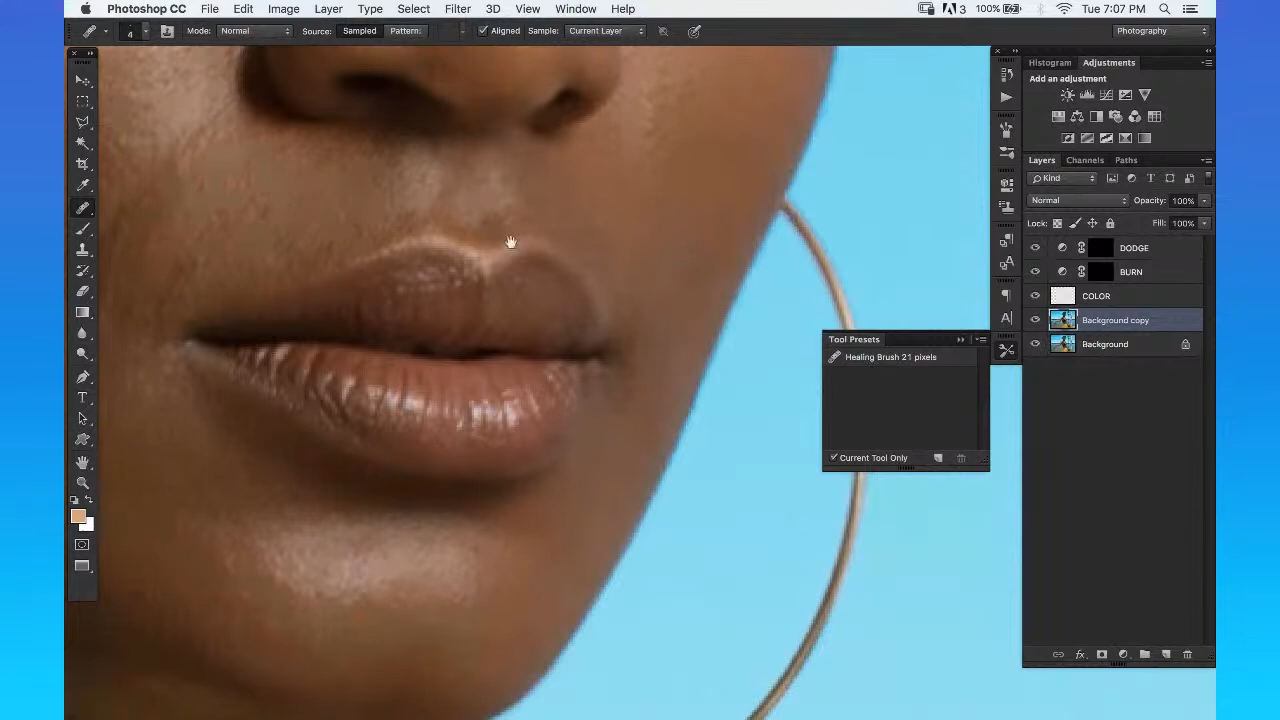 Photoshop CC File Edit Image Layer Type Select Filter 3D View Window Help 3 100% Tue 7:07 PM
4 Mode: Normal Source: Sampled Pattern: Aligned Sample: Current Layer Photography
Histogram Adjustments
Add an adjustment
Layers Channels Paths
Kind
Normal Opacity: 100%
Lock: Fill: 100%
DODGE
BURN
COLOR
Background copy
Background
Tool Presets
Healing Brush 21 pixels
Current Tool Only